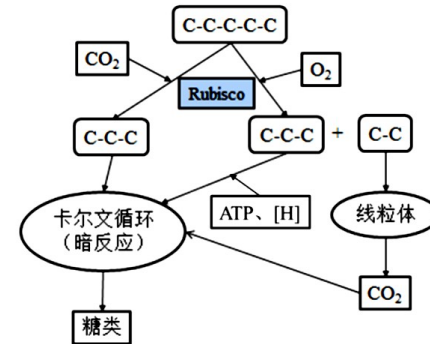 C-C-C-C-C
CO₂
O₂
Rubisco
C-C-C
C-C-C + C-C
卡尔文循环
（暗反应）
ATP、[H]
线粒体
糖类
CO₂